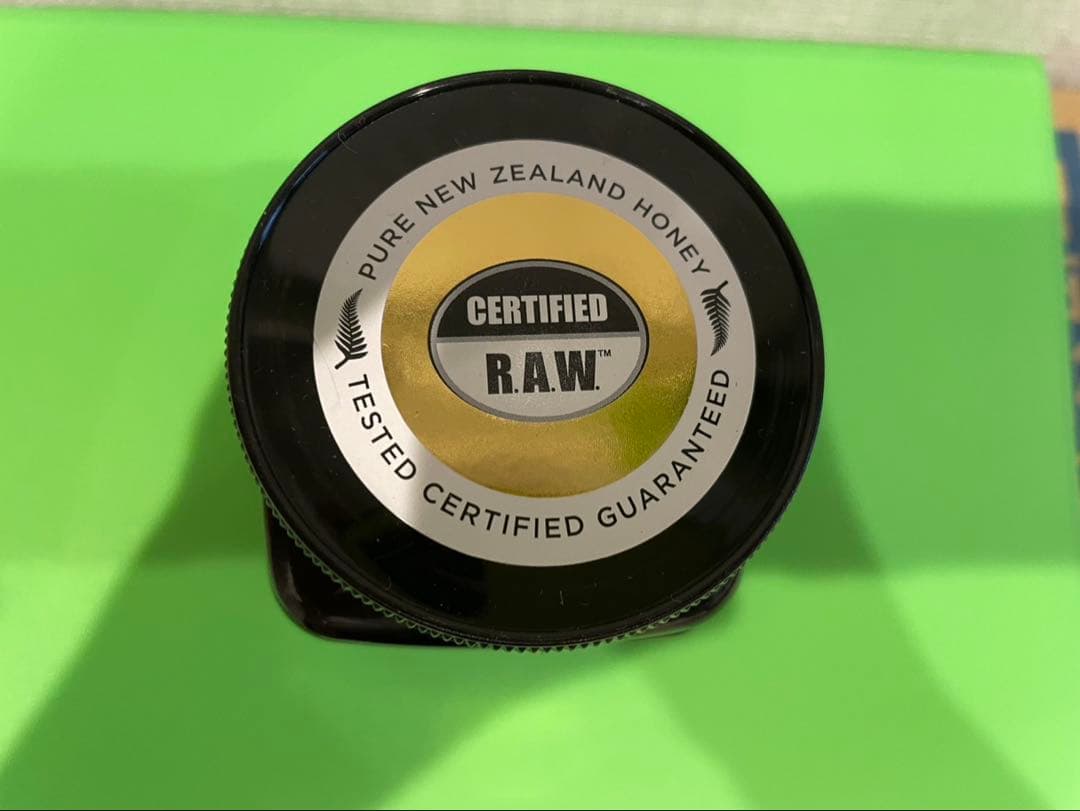 PURE NEW ZEALAND HONEY
CERTIFIED
R.A.W.™
TESTED CERTIFIED GUARANTEED